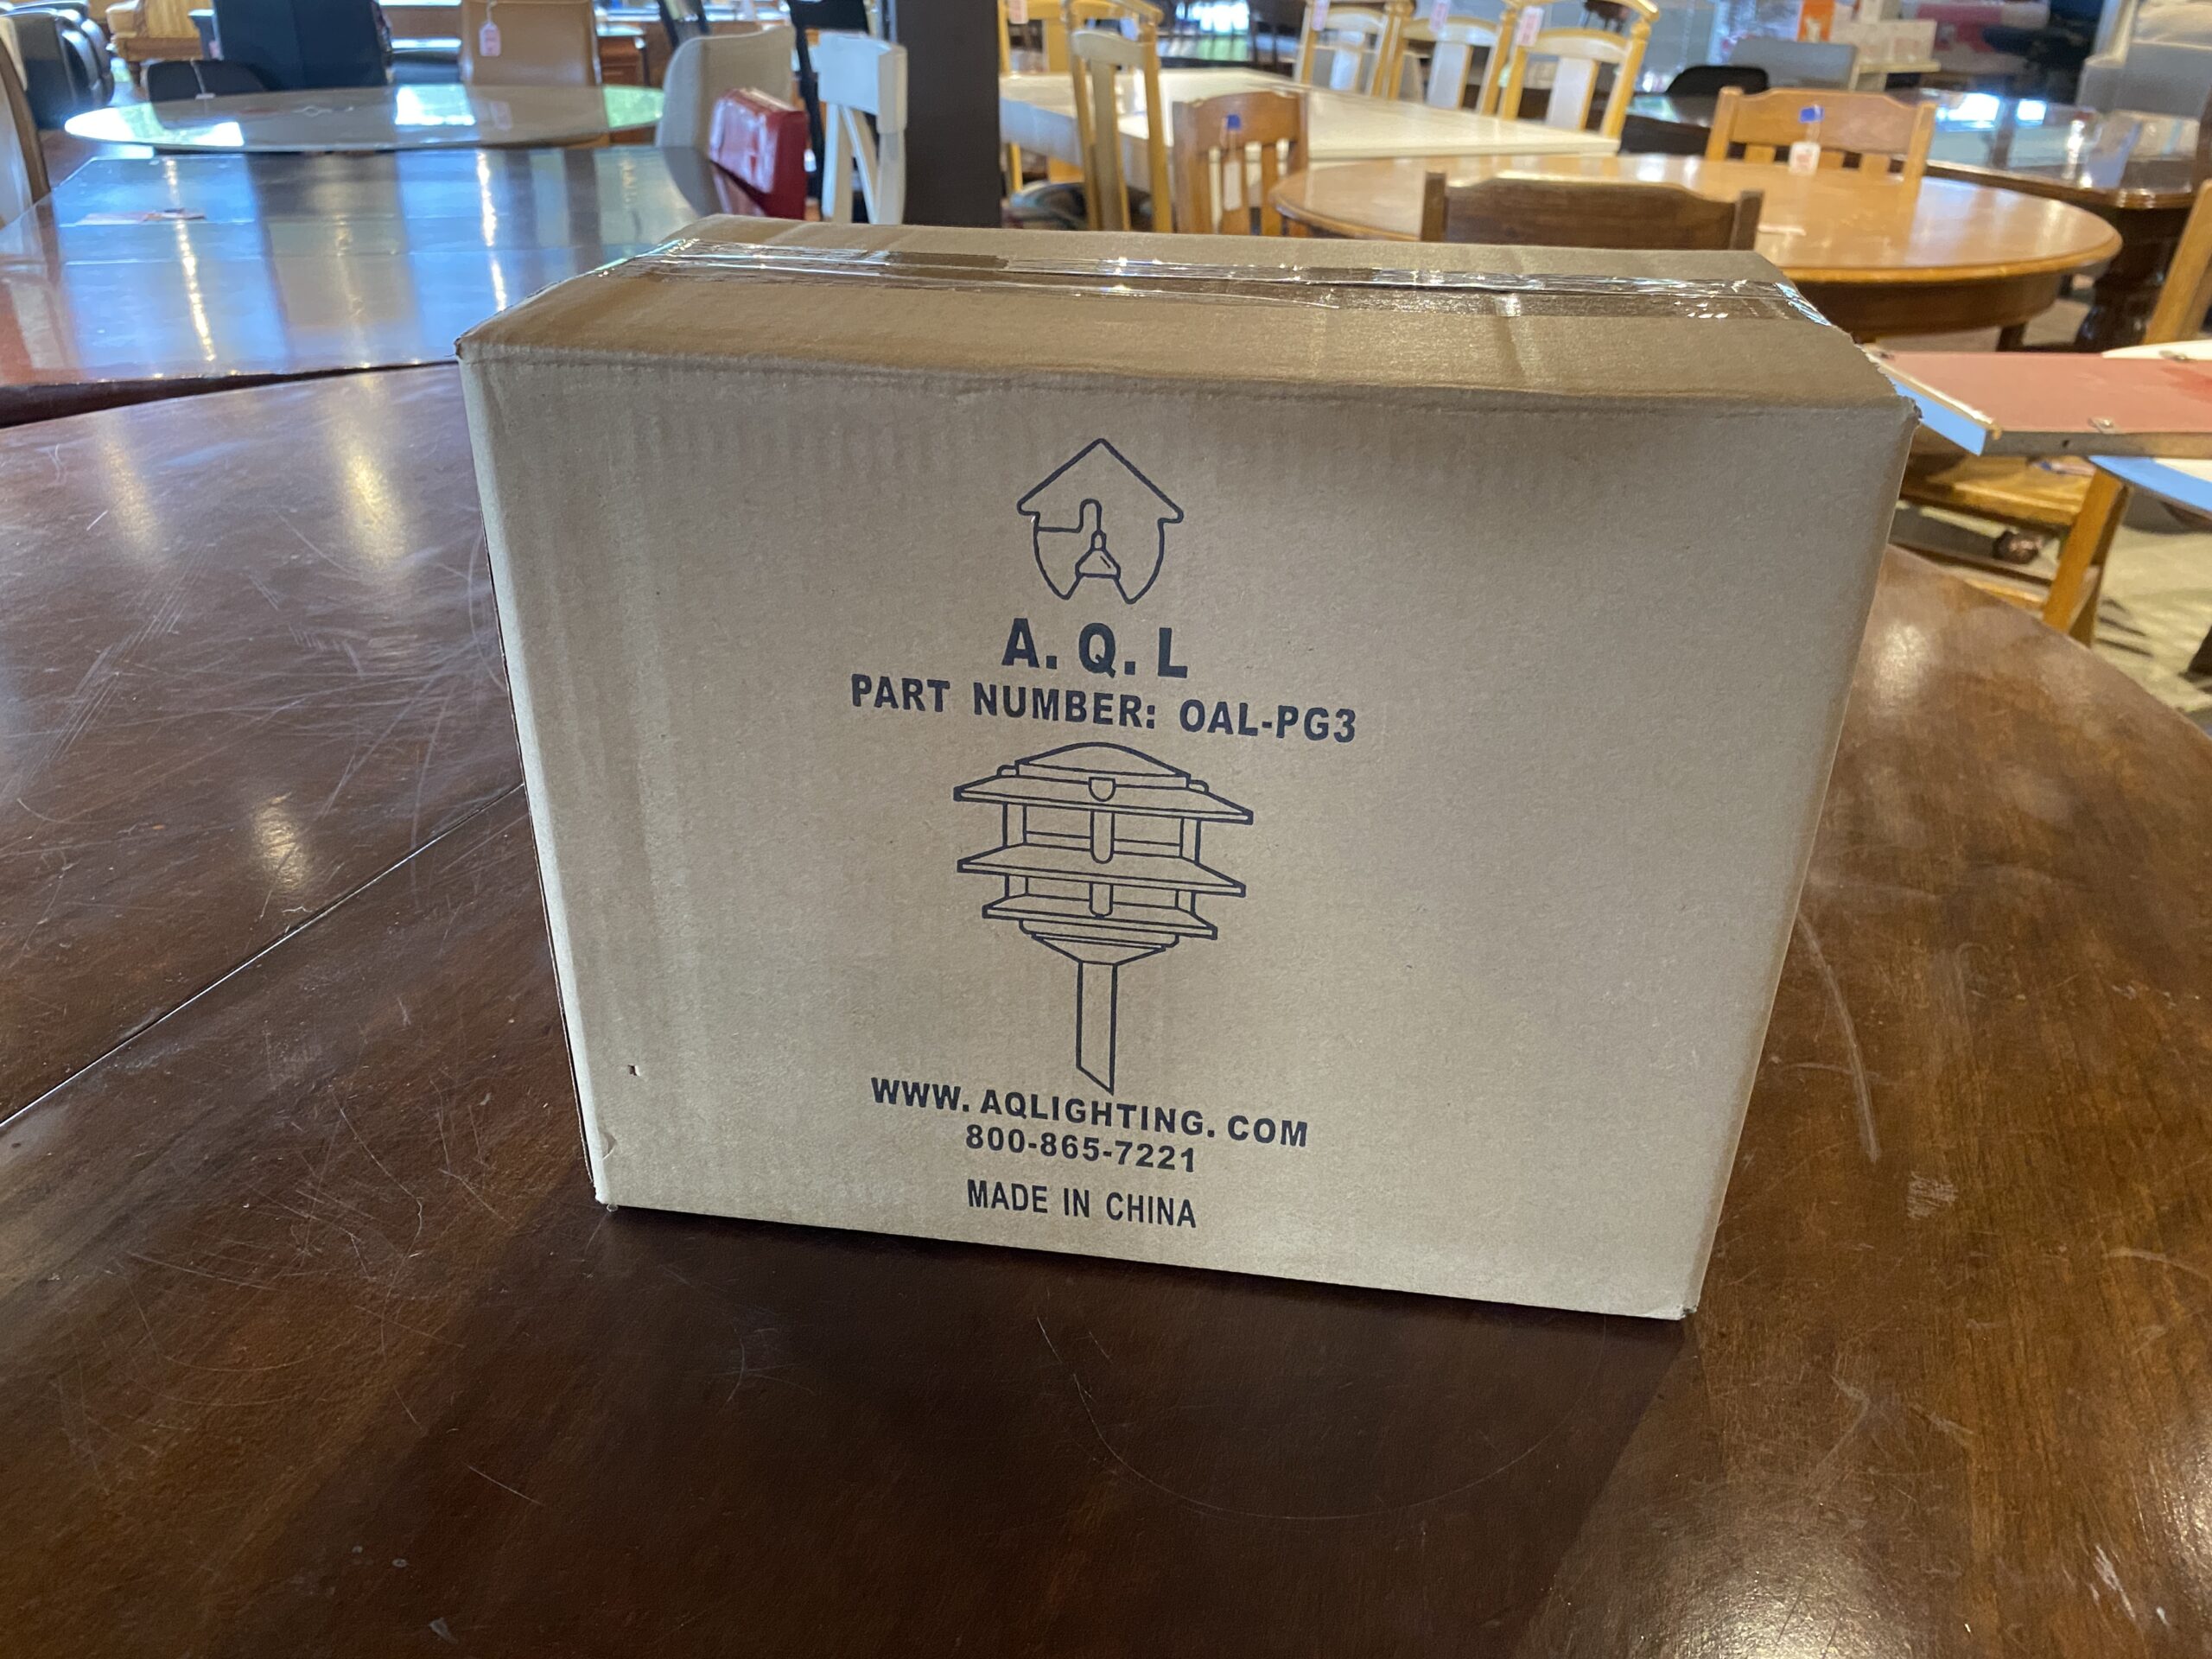 A. Q. L
PART NUMBER: OAL-PG3
WWW. AQLIGHTING. COM
800-865-7221
MADE IN CHINA